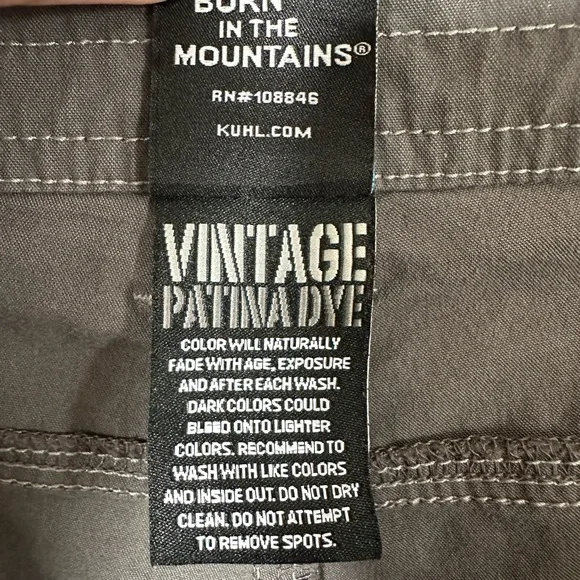 BORN
IN THE
MOUNTAINS®
RN#108846
KUHL.COM
VINTAGE
PATINA DYE
COLOR WILL NATURALLY
FADE WITH AGE, EXPOSURE
AND AFTER EACH WASH.
DARK COLORS COULD
BLEED ONTO LIGHTER
COLORS. RECOMMEND TO
WASH WITH LIKE COLORS
AND INSIDE OUT. DO NOT DRY
CLEAN. DO NOT ATTEMPT
TO REMOVE SPOTS.